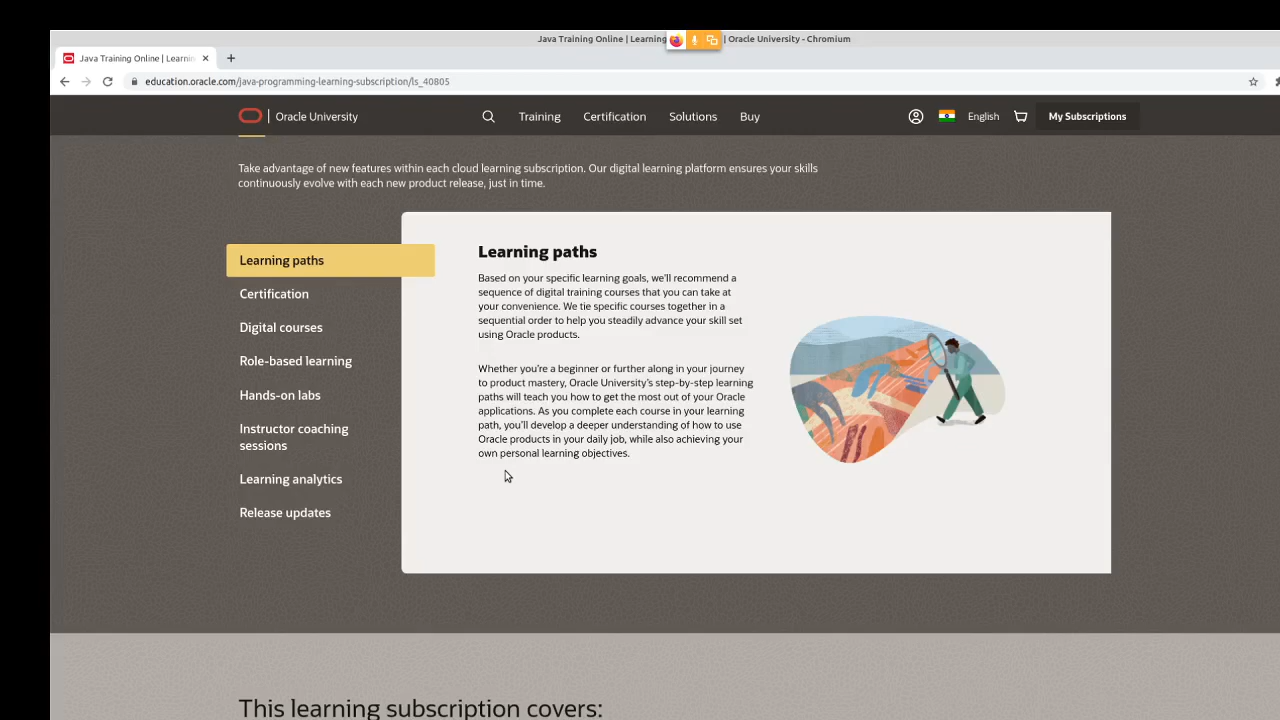 Java Training Online | Learning | Oracle University - Chromium
Java Training Online | Learnin
education.oracle.com/java-programming-learning-subscription/ls_40805
Oracle University
Training
Certification
Solutions
Buy
English
My Subscriptions
Take advantage of new features within each cloud learning subscription. Our digital learning platform ensures your skills
continuously evolve with each new product release, just in time.
Learning paths
Certification
Digital courses
Role-based learning
Hands-on labs
Instructor coaching
sessions
Learning analytics
Release updates
Learning paths
Based on your specific learning goals, we'll recommend a
sequence of digital training courses that you can take at
your convenience. We tie specific courses together in a
sequential order to help you steadily advance your skill set
using Oracle products.
Whether you're a beginner or further along in your journey
to product mastery, Oracle University's step-by-step learning
paths will teach you how to get the most out of your Oracle
applications. As you complete each course in your learning
path, you'll develop a deeper understanding of how to use
Oracle products in your daily job, while also achieving your
own personal learning objectives.
This learning subscription covers: